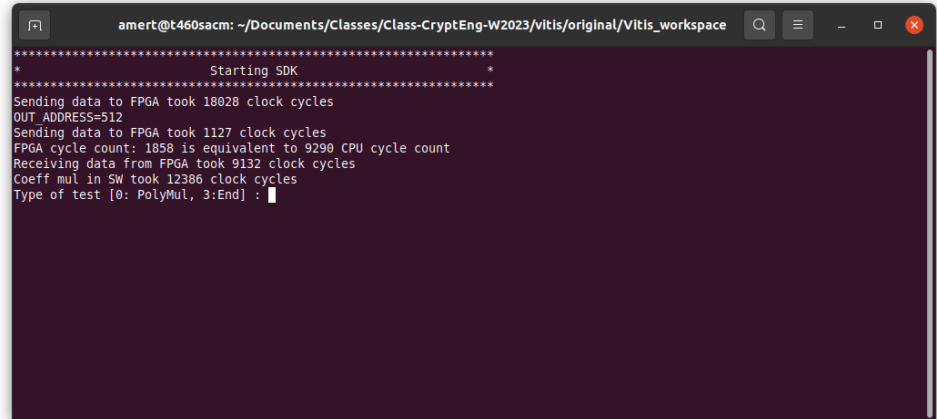 amert@t460sacm: ~/Documents/Classes/Class-CryptEng-W2023/vitis/original/Vitis_workspace
******************************************************************
* Starting SDK *
******************************************************************
Sending data to FPGA took 18028 clock cycles
OUT_ADDRESS=512
Sending data to FPGA took 1127 clock cycles
FPGA cycle count: 1858 is equivalent to 9290 CPU cycle count
Receiving data from FPGA took 9132 clock cycles
Coeff mul in SW took 12386 clock cycles
Type of test [0: PolyMul, 3:End] :